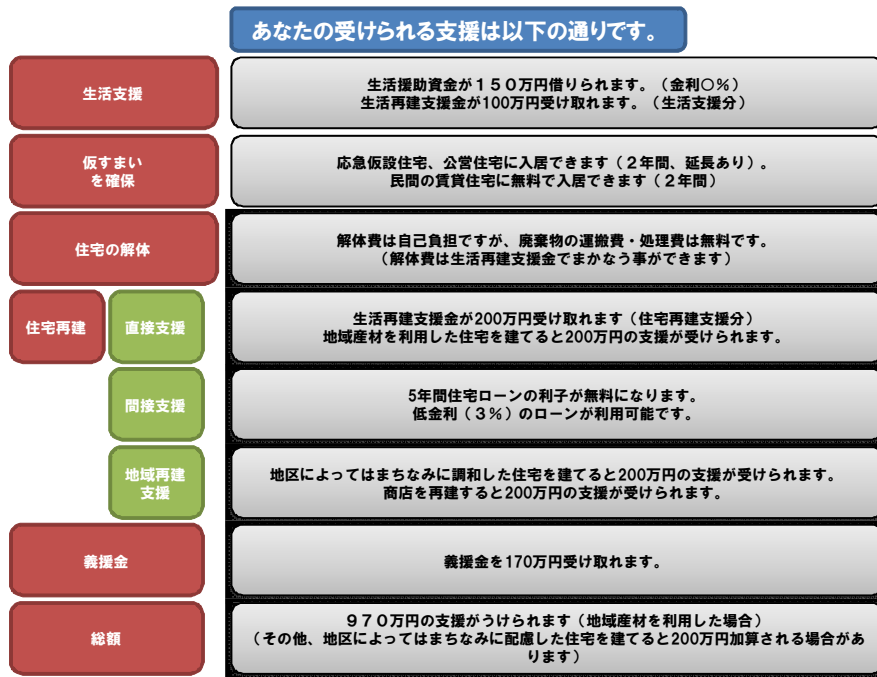 あなたの受けられる支援は以下の通りです。
生活支援
生活援助資金が１５０万円借りられます。（金利○％）
生活再建支援金が100万円受け取れます。（生活支援分）
仮すまい
を確保
応急仮設住宅、公営住宅に入居できます（２年間、延長あり）。
民間の賃貸住宅に無料で入居できます（２年間）
住宅の解体
解体費は自己負担ですが、廃棄物の運搬費・処理費は無料です。
（解体費は生活再建支援金でまかなう事ができます）
住宅再建
直接支援
生活再建支援金が200万円受け取れます（住宅再建支援分）
地域産材を利用した住宅を建てると200万円の支援が受けられます。
間接支援
5年間住宅ローンの利子が無料になります。
低金利（３％）のローンが利用可能です。
地域再建
支援
地区によってはまちなみに調和した住宅を建てると200万円の支援が受けられます。
商店を再建すると200万円の支援が受けられます。
義援金
義援金を170万円受け取れます。
総額
９７０万円の支援がうけられます（地域産材を利用した場合）
（その他、地区によってはまちなみに配慮した住宅を建てると200万円加算される場合があ
ります）